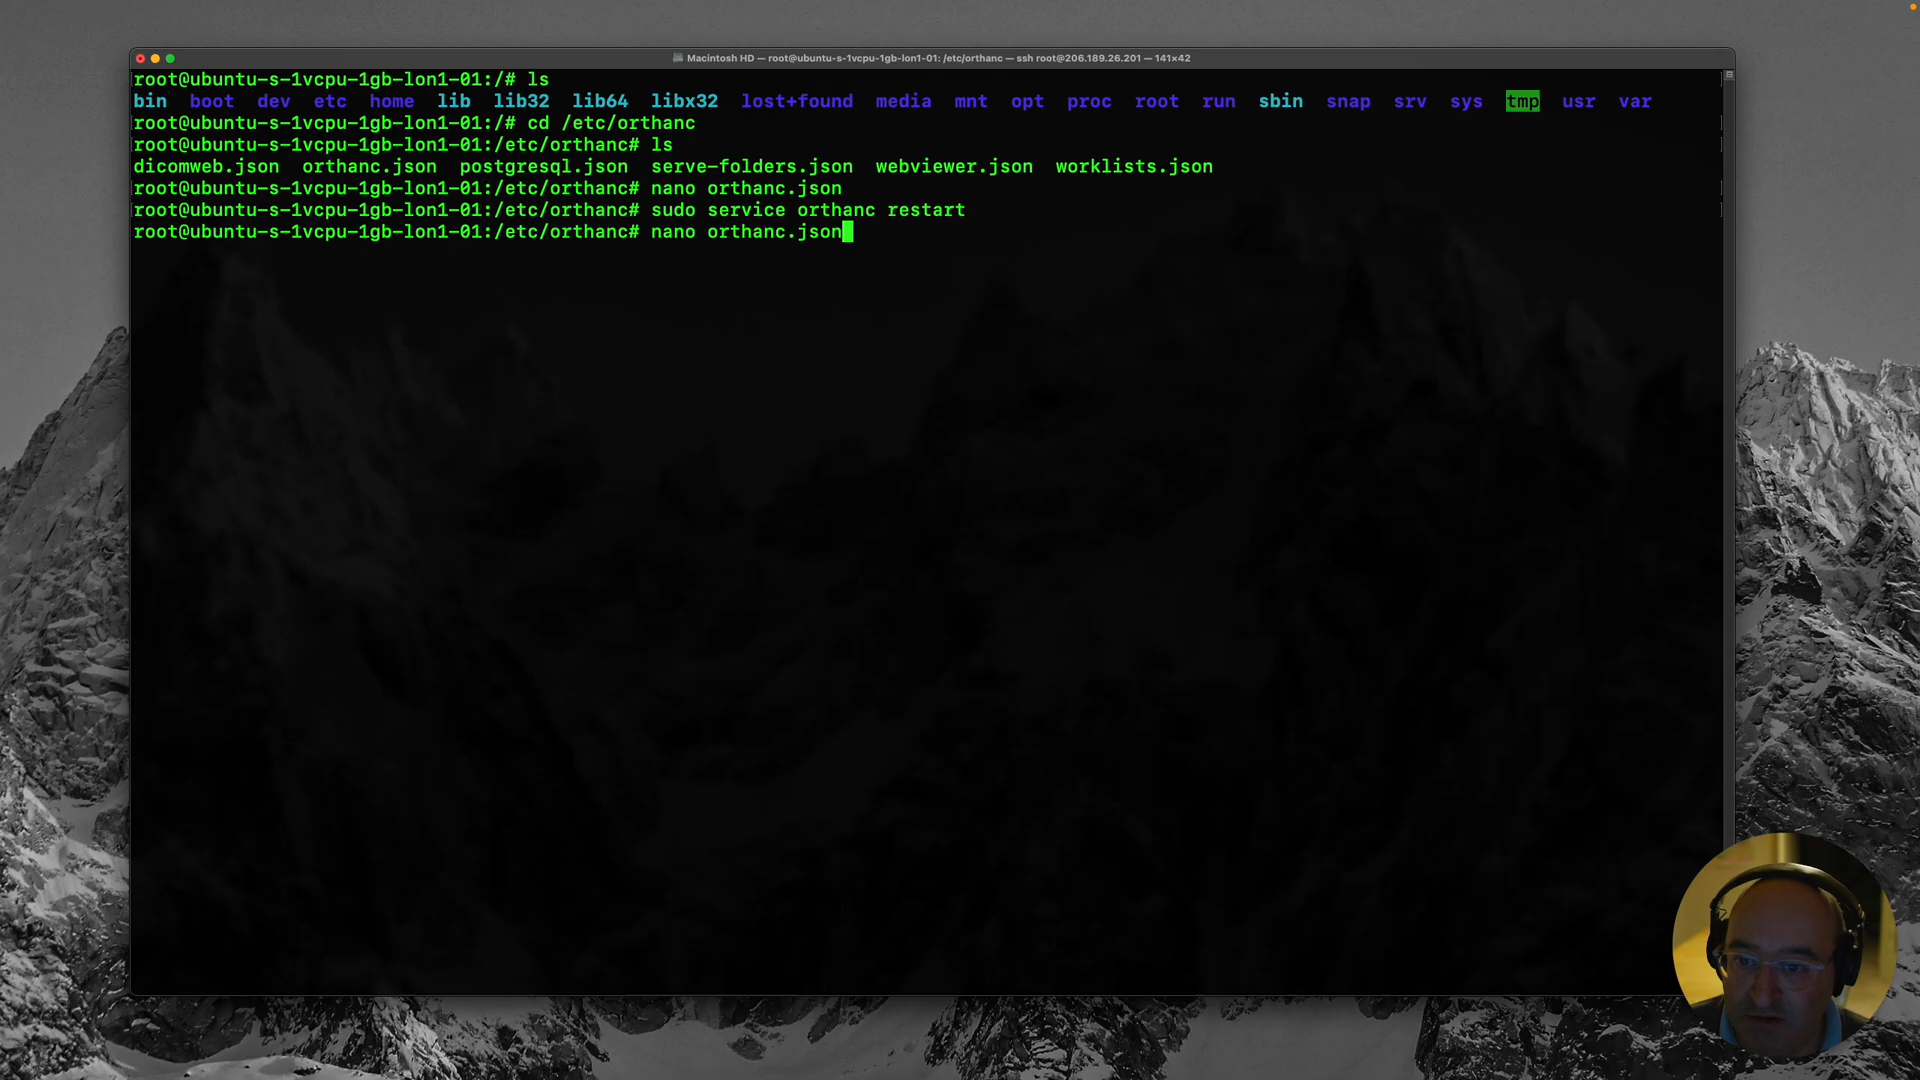 Macintosh HD — root@ubuntu-s-1vcpu-1gb-lon1-01: /etc/orthanc — ssh root@206.189.26.201 — 141×42
root@ubuntu-s-1vcpu-1gb-lon1-01:/# ls
bin boot dev etc home lib lib32 lib64 libx32 lost+found media mnt opt proc root run sbin snap srv sys tmp usr var
root@ubuntu-s-1vcpu-1gb-lon1-01:/# cd /etc/orthanc
root@ubuntu-s-1vcpu-1gb-lon1-01:/etc/orthanc# ls
dicomweb.json orthanc.json postgresql.json serve-folders.json webviewer.json worklists.json
root@ubuntu-s-1vcpu-1gb-lon1-01:/etc/orthanc# nano orthanc.json
root@ubuntu-s-1vcpu-1gb-lon1-01:/etc/orthanc# sudo service orthanc restart
root@ubuntu-s-1vcpu-1gb-lon1-01:/etc/orthanc# nano orthanc.json